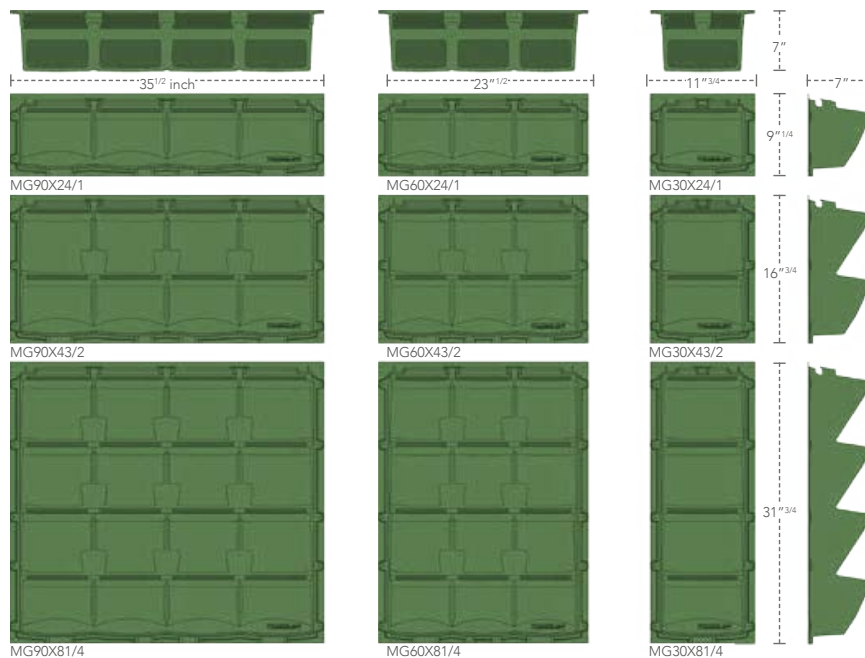 7"
35 1/2 inch
23" 1/2
11" 3/4
7"
9" 1/4
MG90X24/1
MG60X24/1
MG30X24/1
16" 3/4
MG90X43/2
MG60X43/2
MG30X43/2
31" 3/4
MG90X81/4
MG60X81/4
MG30X81/4